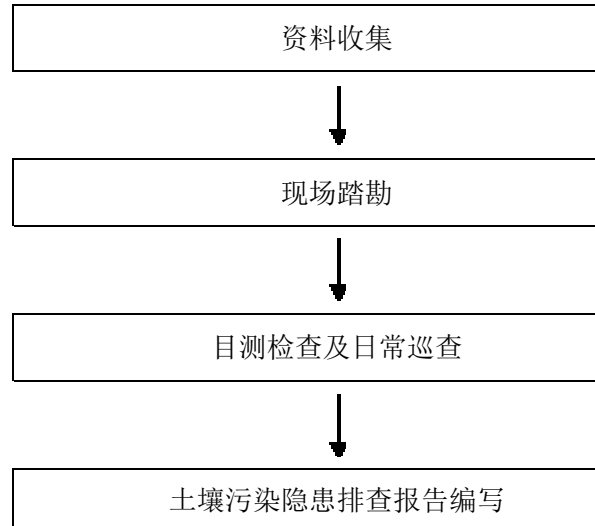 资料收集
现场踏勘
目测检查及日常巡查
土壤污染隐患排查报告编写